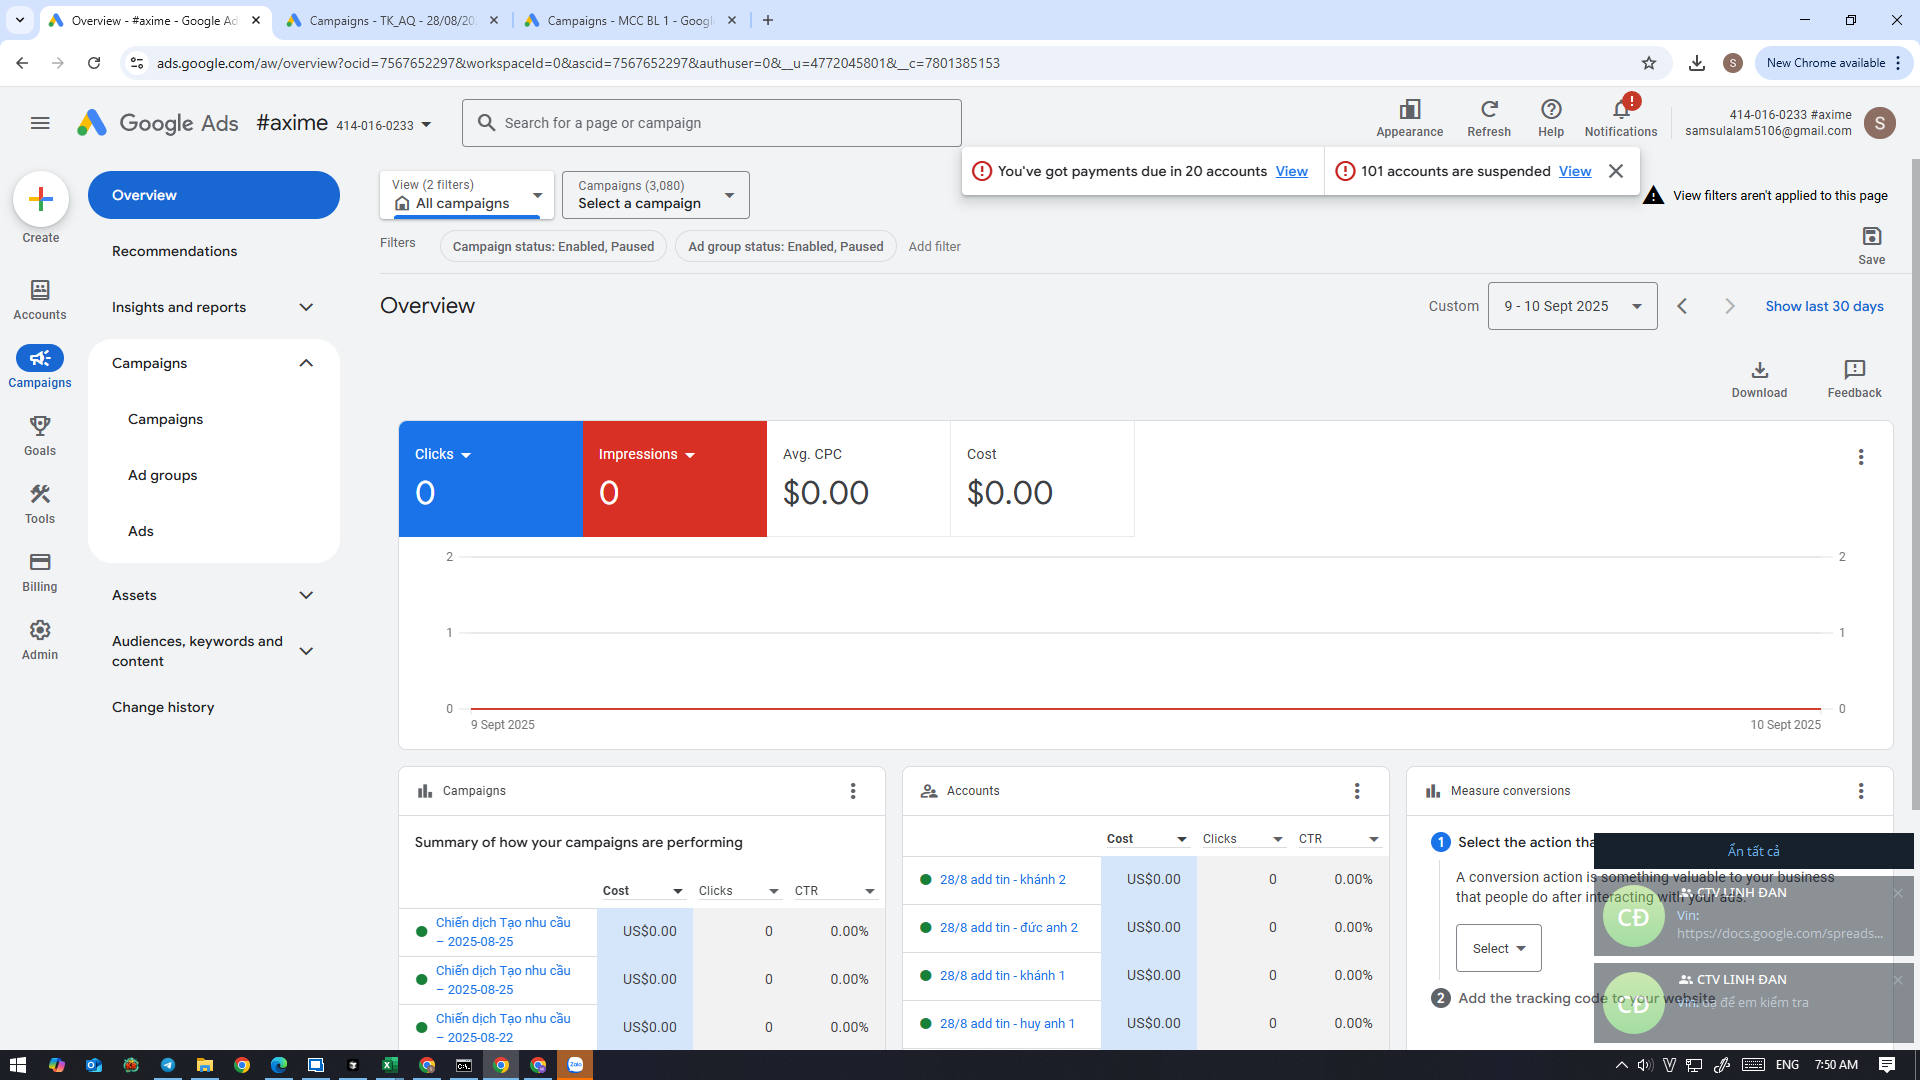 Overview - #axime - Google Ad
Campaigns - TK_AQ - 28/08/20
Campaigns - MCC BL 1 - Googl
ads.google.com/aw/overview?ocid=7567652297&workspaceId=0&ascid=7567652297&authuser=0&__u=4772045801&__c=7801385153
S
New Chrome available
Google Ads
#axime 414-016-0233
Search for a page or campaign
Appearance
Refresh
Help
!
Notifications
414-016-0233 #axime
samsulalam5106@gmail.com
S
You've got payments due in 20 accounts View
101 accounts are suspended View
View filters aren't applied to this page
Create
Accounts
Campaigns
Goals
Tools
Billing
Admin
Overview
Recommendations
Insights and reports
Campaigns
Campaigns
Ad groups
Ads
Assets
Audiences, keywords and
content
Change history
View (2 filters)
All campaigns
Campaigns (3,080)
Select a campaign
Filters
Campaign status: Enabled, Paused
Ad group status: Enabled, Paused
Add filter
Save
Overview
Custom
9 - 10 Sept 2025
Show last 30 days
Download
Feedback
Clicks
0
Impressions
0
Avg. CPC
$0.00
Cost
$0.00
2
2
1
1
0
0
9 Sept 2025
10 Sept 2025
Campaigns
Summary of how your campaigns are performing
Cost
Clicks
CTR
Chiến dịch Tạo nhu cầu
– 2025-08-25
US$0.00
0
0.00%
Chiến dịch Tạo nhu cầu
– 2025-08-25
US$0.00
0
0.00%
Chiến dịch Tạo nhu cầu
– 2025-08-22
US$0.00
0
0.00%
Accounts
Cost
Clicks
CTR
28/8 add tin - khánh 2
US$0.00
0
0.00%
28/8 add tin - đức anh 2
US$0.00
0
0.00%
28/8 add tin - khánh 1
US$0.00
0
0.00%
28/8 add tin - huy anh 1
US$0.00
0
0.00%
Measure conversions
1
Select the action tha
A conversion action is something valuable to your business
that people do after interacting with your ads.
Select
2
Add the tracking code to your website
Ẩn tất cả
CĐ
CTV LINH ĐAN
Vin:
https://docs.google.com/spreads...
CĐ
CTV LINH ĐAN
Vin: dạ để em kiểm tra
Zalo
ENG
7:50 AM